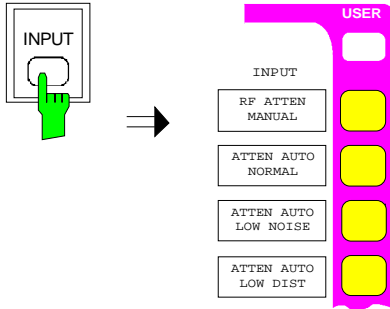 INPUT
USER
INPUT
RF ATTEN
MANUAL
ATTEN AUTO
NORMAL
ATTEN AUTO
LOW NOISE
ATTEN AUTO
LOW DIST